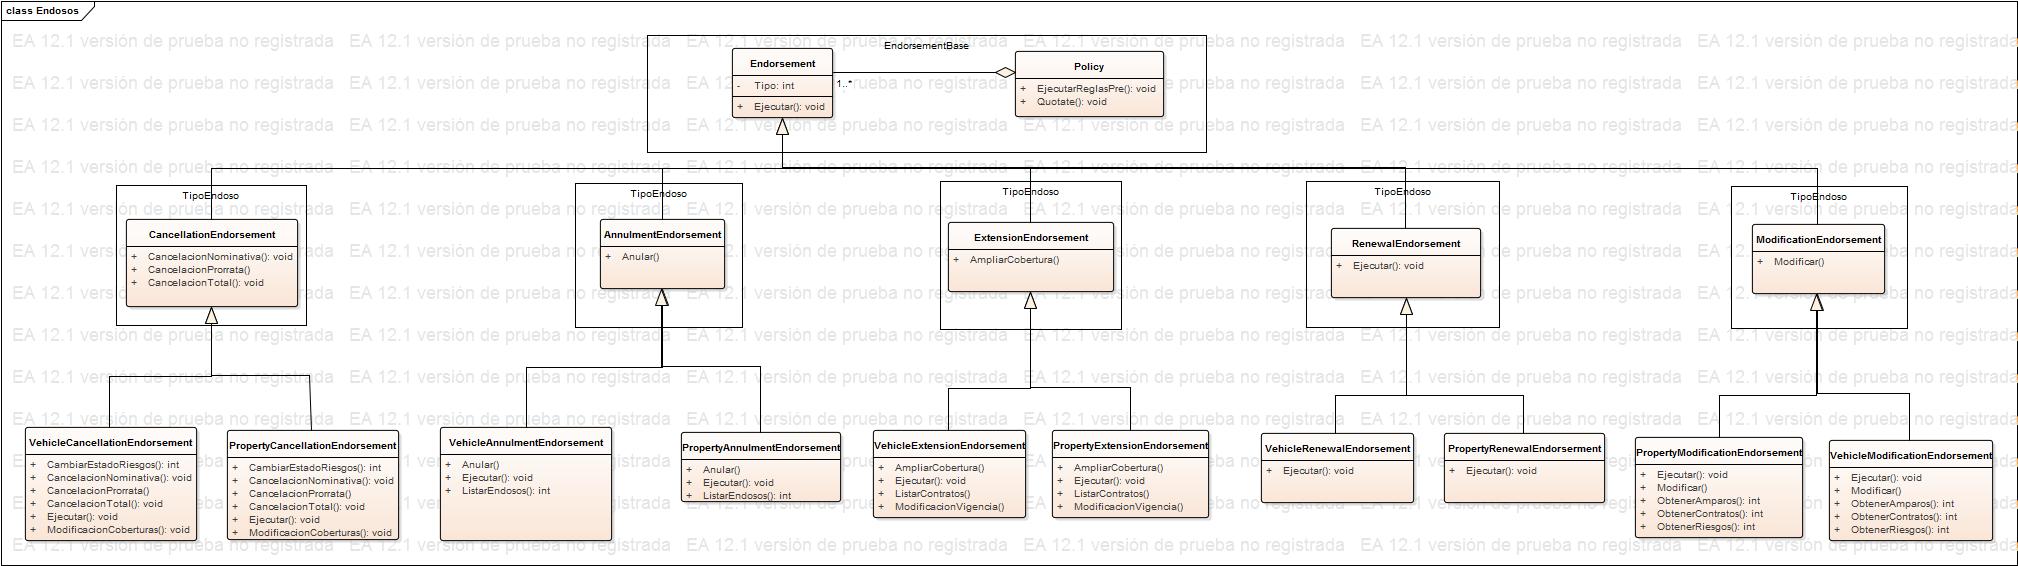 class Endosos
EA 12.1 versión de prueba no registrada
EndorsementBase
Endorsement
- Tipo: int
+ Ejecutar(): void
1..*
Policy
+ EjecutarReglasPre(): void
+ Quotate(): void
TipoEndoso
CancellationEndorsement
+ CancelacionNominativa(): void
+ CancelacionProrrata()
+ CancelacionTotal(): void
TipoEndoso
AnnulmentEndorsement
+ Anular()
TipoEndoso
ExtensionEndorsement
+ AmpliarCobertura()
TipoEndoso
RenewalEndorsement
+ Ejecutar(): void
TipoEndoso
ModificationEndorsement
+ Modificar()
VehicleCancellationEndorsement
+ CambiarEstadoRiesgos(): int
+ CancelacionNominativa(): void
+ CancelacionProrrata()
+ CancelacionTotal(): void
+ Ejecutar(): void
+ ModificacionCoberturas(): void
PropertyCancellationEndorsement
+ CambiarEstadoRiesgos(): int
+ CancelacionNominativa(): void
+ CancelacionProrrata()
+ CancelacionTotal(): void
+ Ejecutar(): void
+ ModificacionCoberturas(): void
VehicleAnnulmentEndorsement
+ Anular()
+ Ejecutar(): void
+ ListarEndosos(): int
PropertyAnnulmentEndorsement
+ Anular()
+ Ejecutar(): void
+ ListarEndosos(): int
VehicleExtensionEndorsement
+ AmpliarCobertura()
+ Ejecutar(): void
+ ListarContratos()
+ ModificacionVigencia()
PropertyExtensionEndorsement
+ AmpliarCobertura()
+ Ejecutar(): void
+ ListarContratos()
+ ModificacionVigencia()
VehicleRenewalEndorsement
+ Ejecutar(): void
PropertyRenewalEndorserment
+ Ejecutar(): void
PropertyModificationEndorsement
+ Ejecutar(): void
+ Modificar()
+ ObtenerAmparos(): int
+ ObtenerContratos(): int
+ ObtenerRiesgos(): int
VehicleModificationEndorsement
+ Ejecutar(): void
+ Modificar()
+ ObtenerAmparos(): int
+ ObtenerContratos(): int
+ ObtenerRiesgos(): int